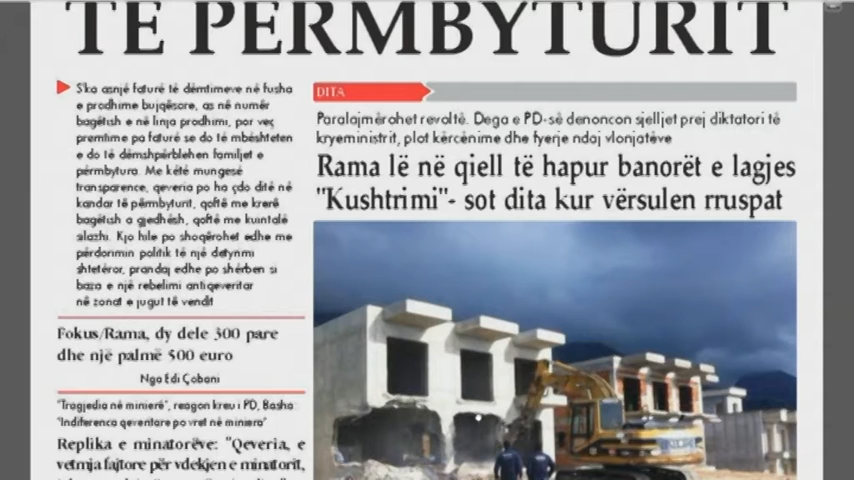 TË PËRMBYTURIT
S'ka asnjë faturë të dëmtimeve në fusha
e prodhime bujqësore, as në numër
bagëtish e në linja prodhimi, por veç
premtime pa faturë se do të mbështeten
e do të dëmshpërblehen familjet e
përmbytura. Me këtë mungesë
transparence, qeveria po ha çdo ditë në
kandar të përmbyturit, qoftë me krerë
bagëtish a gjedhësh, qoftë me kuintalë
silazhi. Kjo hile po shoqërohet edhe me
përdorimin politik të një detyrimi
shtetëror, prandaj edhe po shërben si
baza e një rebelimi antiqeveritar
në zonat e jugut të vendit
Fokus/Rama, dy dele 300 pare
dhe një palmë 500 euro
Nga Edi Çobani
"Tragjedia në minierë", reagon kreu i PD, Basha
"Indiferenca qeveritare po vret në miniera"
Replika e minatorëve: "Qeveria, e
vetmja fajtore për vdekjen e minatorit,
DITA
Paralajmërohet revoltë. Dega e PD-së denoncon sjelljet prej diktatori të
kryeministrit, plot kërcënime dhe fyerje ndaj vlonjatëve
Rama lë në qiell të hapur banorët e lagjes
"Kushtrimi"- sot dita kur vërsulen rruspat